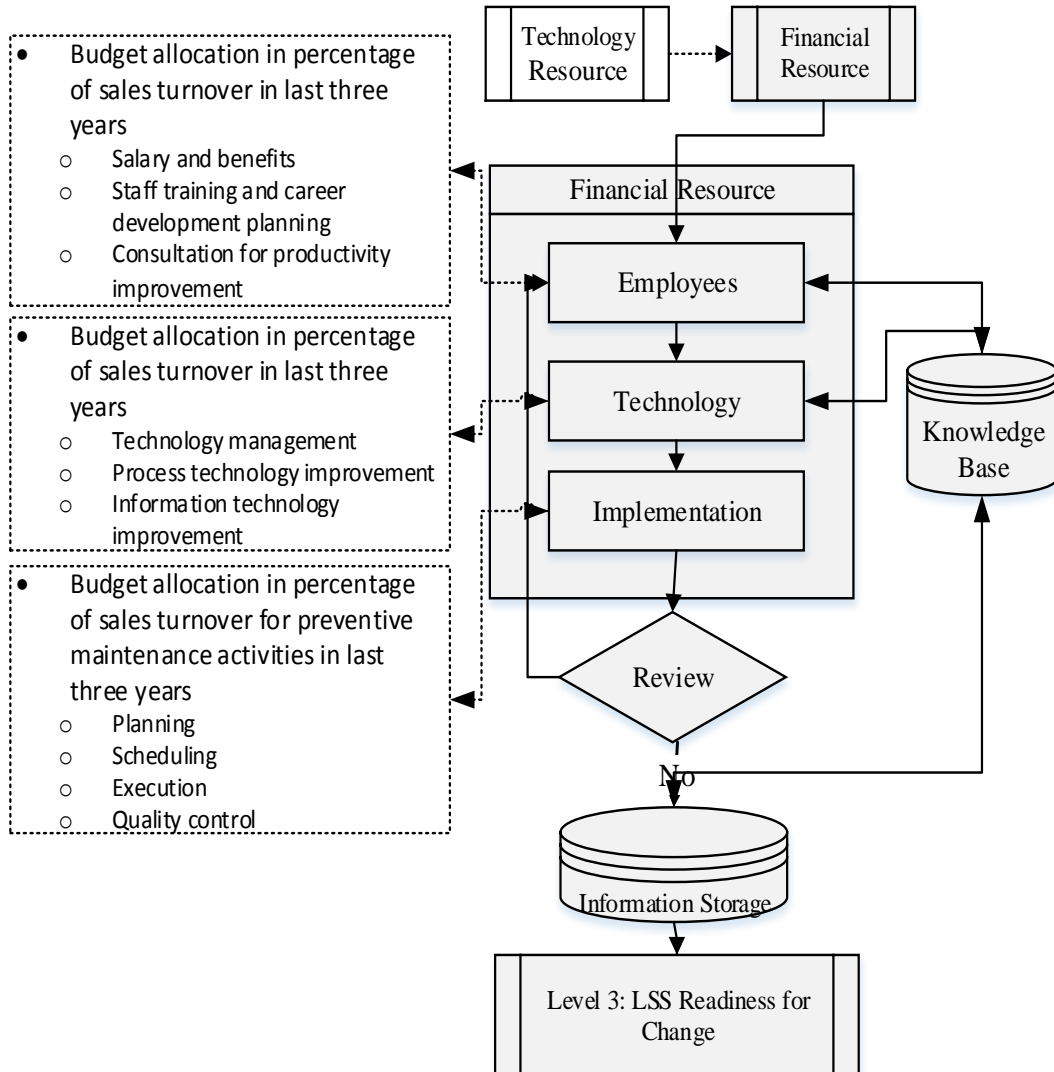 Technology
Resource
Financial
Resource
• Budget allocation in percentage
of sales turnover in last three
years
o Salary and benefits
o Staff training and career
development planning
o Consultation for productivity
improvement
• Budget allocation in percentage
of sales turnover in last three
years
o Technology management
o Process technology improvement
o Information technology
improvement
• Budget allocation in percentage
of sales turnover for preventive
maintenance activities in last
three years
o Planning
o Scheduling
o Execution
o Quality control
Financial Resource
Employees
Technology
Implementation
Knowledge
Base
Review
No
Information Storage
Level 3: LSS Readiness for
Change